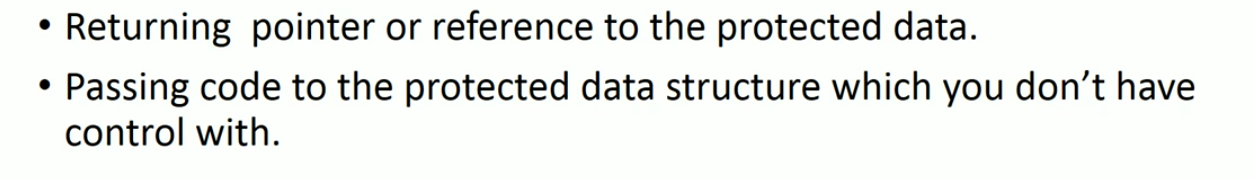 • Returning  pointer or reference to the protected data.
• Passing code to the protected data structure which you don’t have
control with.